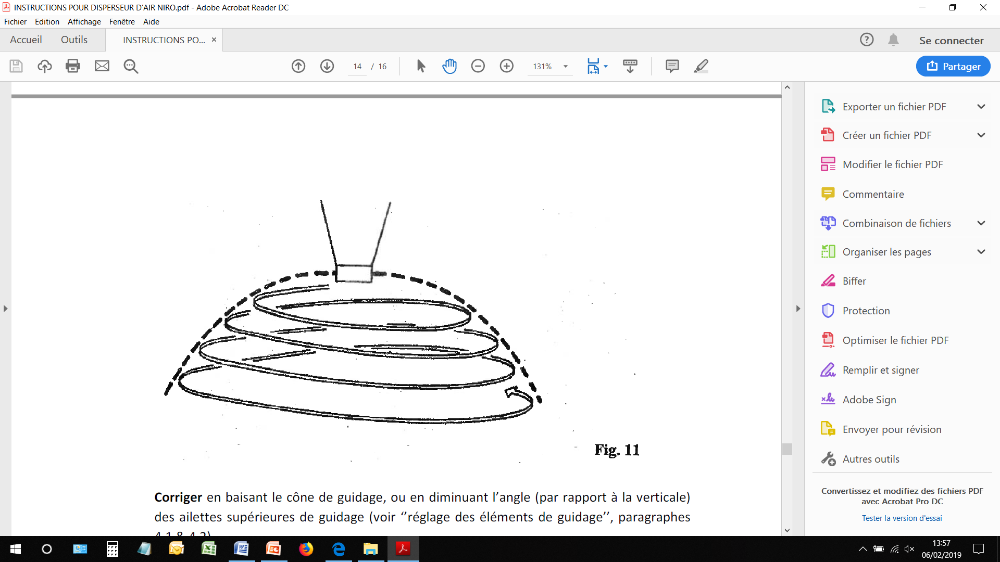 INSTRUCTIONS POUR DISPERSEUR D'AIR NIRO.pdf - Adobe Acrobat Reader DC
Fichier Edition Affichage Fenêtre Aide
Accueil Outils INSTRUCTIONS PO... × Se connecter
14 / 16 131% Partager
Exporter un fichier PDF
Créer un fichier PDF
Modifier le fichier PDF
Commentaire
Combinaison de fichiers
Organiser les pages
Biffer
Protection
Optimiser le fichier PDF
Remplir et signer
Adobe Sign
Envoyer pour révision
Autres outils
Convertissez et modifiez des fichiers PDF
avec Acrobat Pro DC
Tester la version d'essai
Fig. 11
Corriger en baisant le cône de guidage, ou en diminuant l’angle (par rapport à la verticale)
des ailettes supérieures de guidage (voir ‘’réglage des éléments de guidage’’, paragraphes
4.1 & 4.2)
13:57
06/02/2019